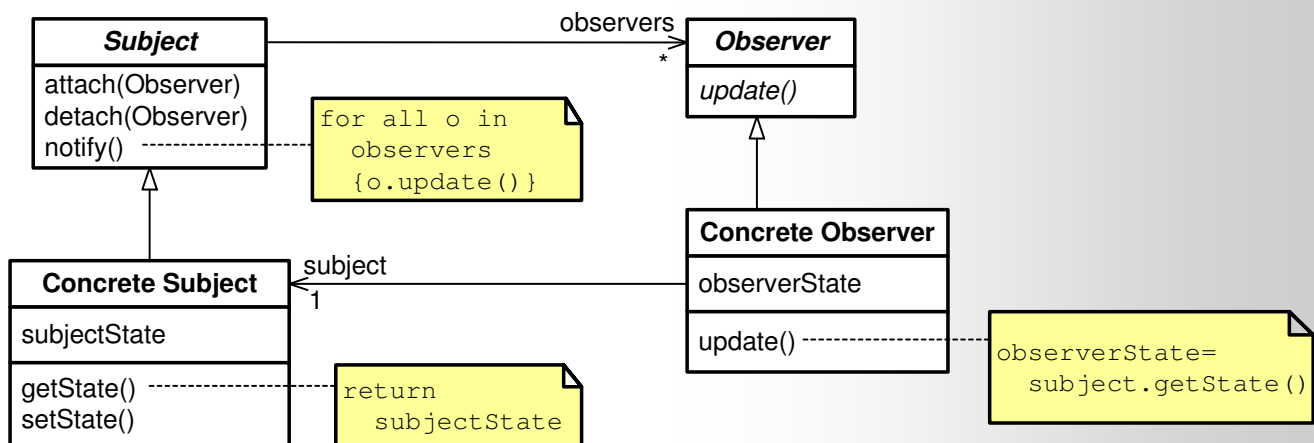 Subject
attach(Observer)
detach(Observer)
notify()
for all o in
observers
{o.update()}
observers
*
Observer
update()
Concrete Subject
subjectState
getState()
setState()
return
subjectState
subject
1
Concrete Observer
observerState
update()
observerState=
subject.getState()